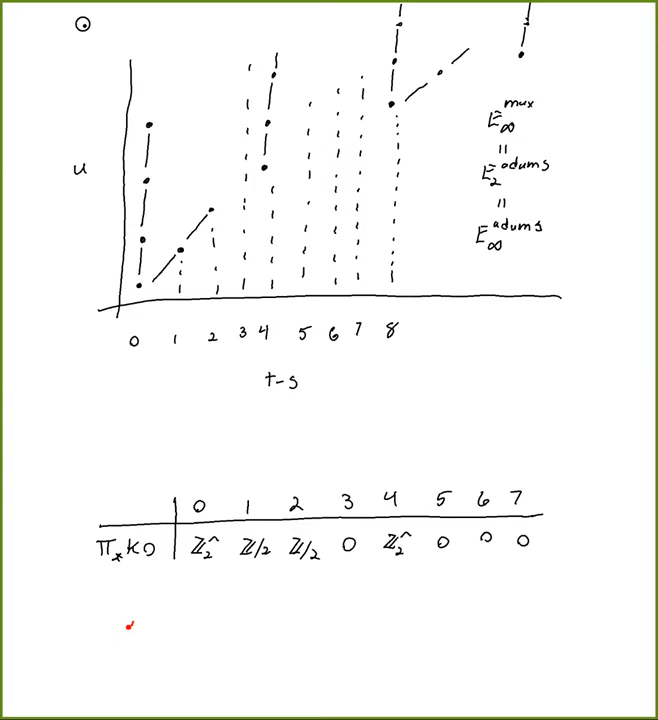 E∞^max
=
u
E₂^adams
=
E∞^adams
0 1 2 3 4 5 6 7 8
t-s
0 1 2 3 4 5 6 7
π_* ko ℤ₂^ ℤ/2 ℤ/2 0 ℤ₂^ 0 0 0